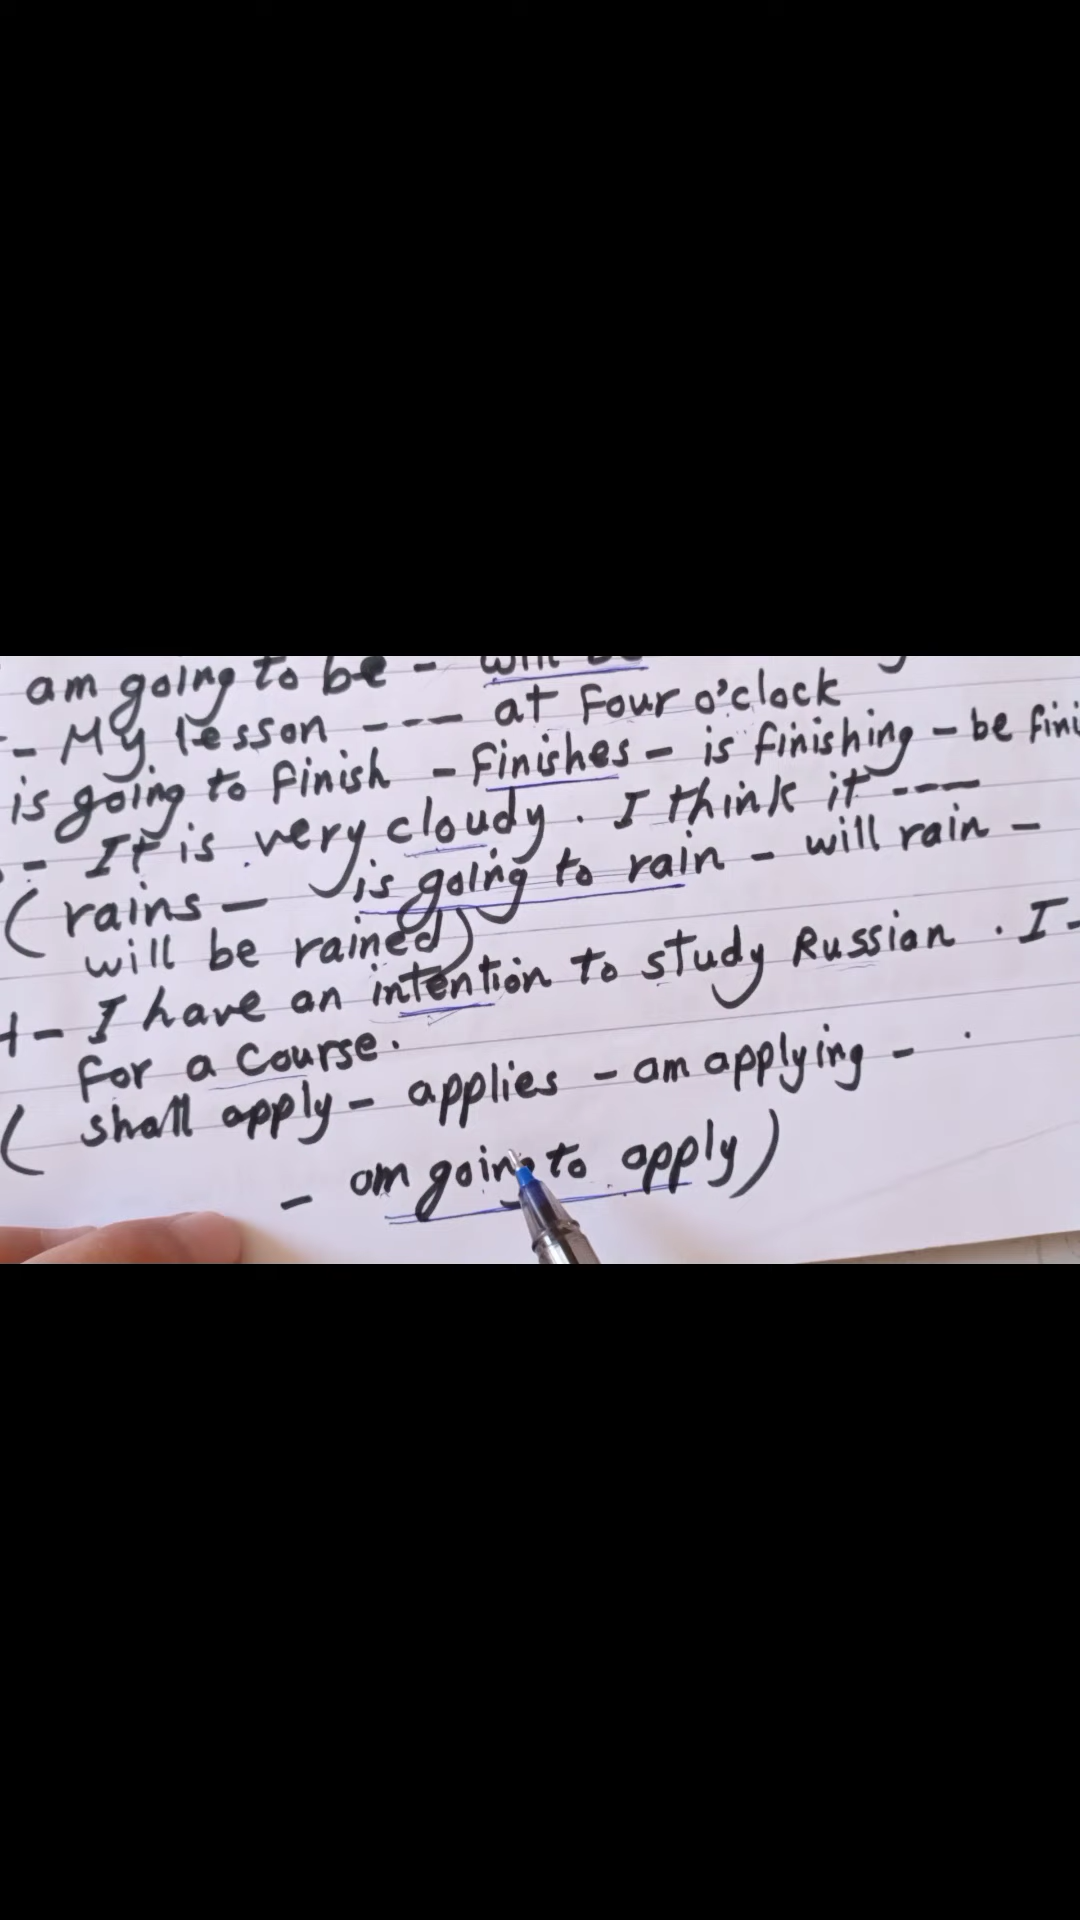 am going to be - will be
- My lesson --- at Four o'clock
is going to finish - finishes - is finishing - be fini
- It is very cloudy. I think it ---
(rains - is going to rain - will rain -
will be rained)
- I have an intention to study Russian. I -
for a course.
( shall apply - applies - am applying -
- am going to apply)